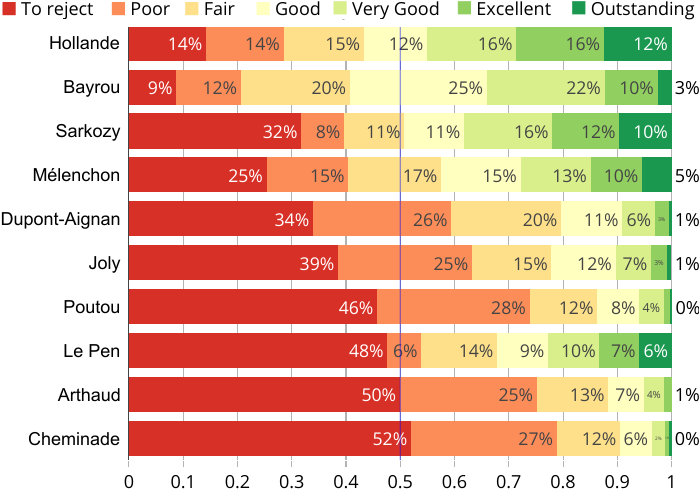 To reject Poor Fair Good Very Good Excellent Outstanding
Hollande 14% 14% 15% 12% 16% 16% 12%
Bayrou 9% 12% 20% 25% 22% 10% 3%
Sarkozy 32% 8% 11% 11% 16% 12% 10%
Mélenchon 25% 15% 17% 15% 13% 10% 5%
Dupont-Aignan 34% 26% 20% 11% 6% 3% 1%
Joly 39% 25% 15% 12% 7% 3% 1%
Poutou 46% 28% 12% 8% 4% 0%
Le Pen 48% 6% 14% 9% 10% 7% 6%
Arthaud 50% 25% 13% 7% 4% 1%
Cheminade 52% 27% 12% 6% 0%
0 0.1 0.2 0.3 0.4 0.5 0.6 0.7 0.8 0.9 1